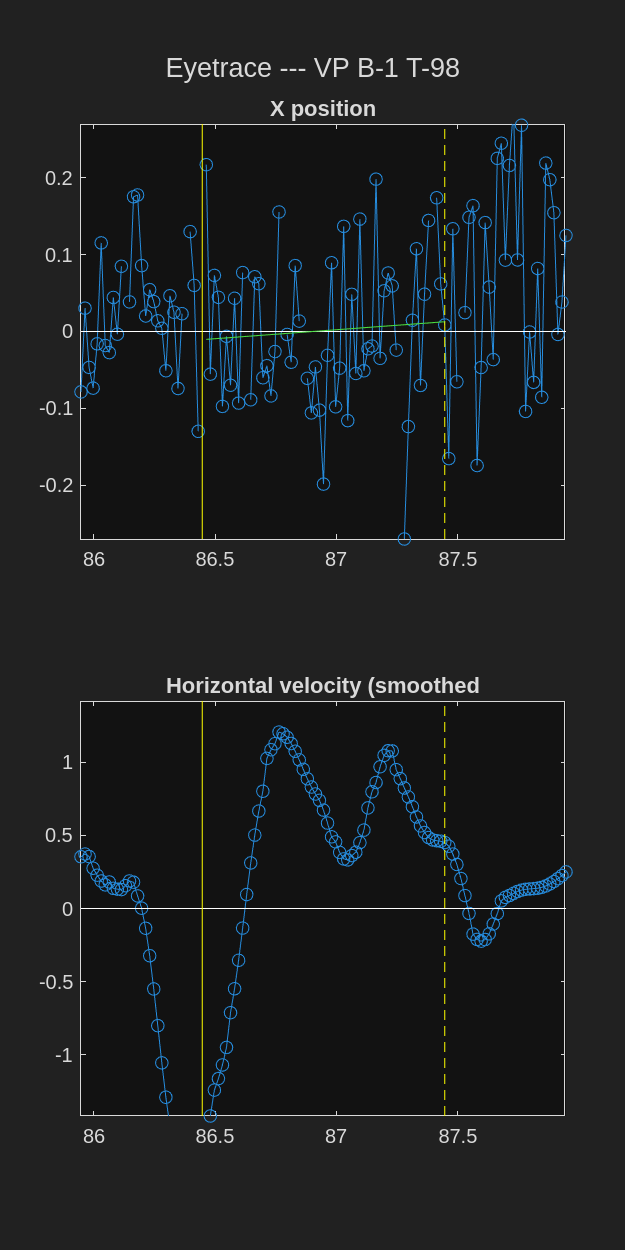 Eyetrace --- VP B-1 T-98
X position
0.2
0.1
0
-0.1
-0.2
86 86.5 87 87.5
Horizontal velocity (smoothed
1
0.5
0
-0.5
-1
86 86.5 87 87.5